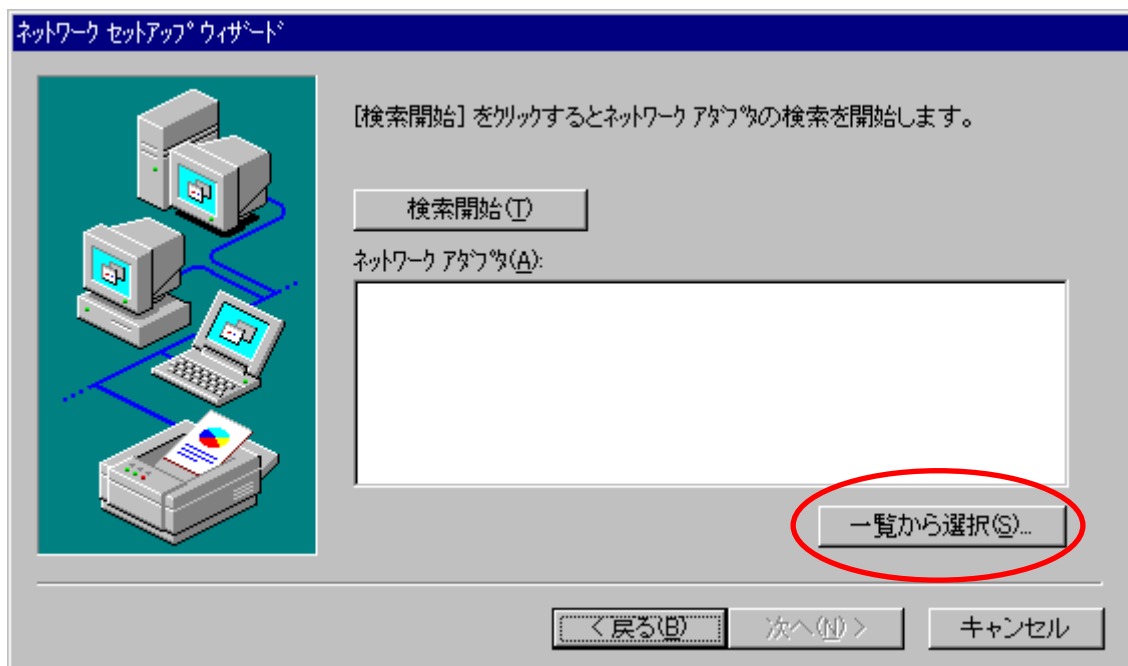 ネットワーク セットアップ ウィザード
[検索開始] をクリックするとネットワーク アダプタの検索を開始します。
検索開始(T)
ネットワーク アダプタ(A):
一覧から選択(S)...
< 戻る(B)
次へ(N) >
キャンセル